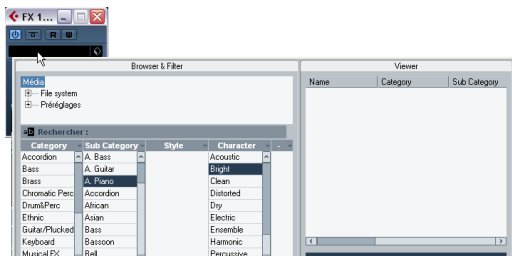 FX 1...
R W
Browser & Filter
Viewer
Média
File system
Préréglages
Name Category Sub Category
Rechercher :
Category Sub Category Style Character -
Accordion A. Bass Acoustic
Bass A. Guitar Bright
Brass A. Piano Clean
Chromatic Perc Accordion Distorted
Drum&Perc African Dry
Ethnic Asian Electric
Guitar/Plucked Bass Ensemble
Keyboard Bassoon Harmonic
Musical FX Bell Percussive